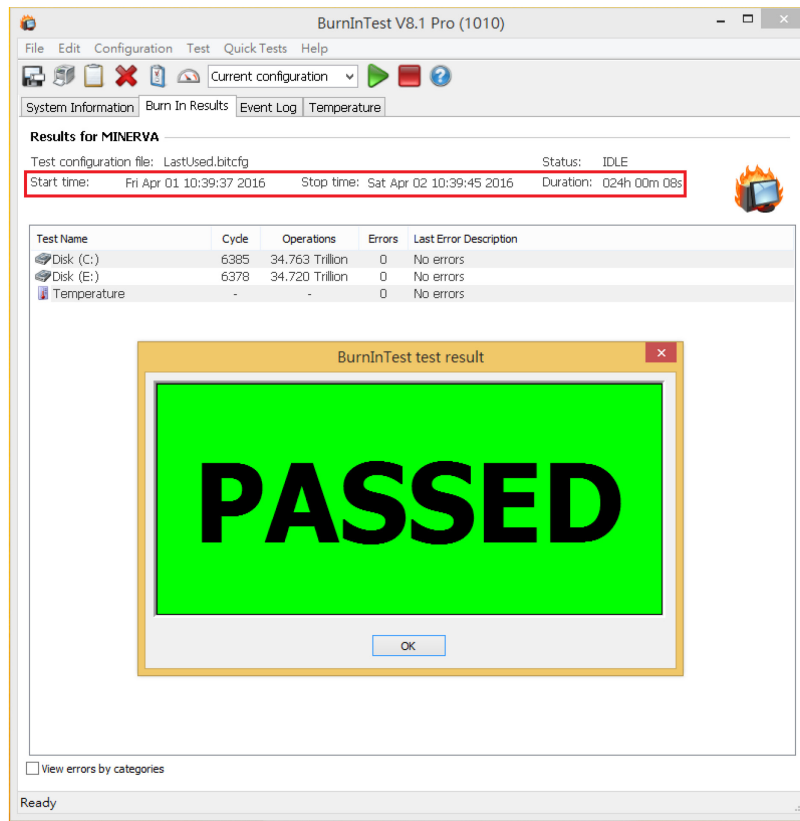 BurnInTest V8.1 Pro (1010)
File Edit Configuration Test Quick Tests Help
Current configuration
System Information Burn In Results Event Log Temperature
Results for MINERVA
Test configuration file: LastUsed.bitcfg Status: IDLE
Start time: Fri Apr 01 10:39:37 2016 Stop time: Sat Apr 02 10:39:45 2016 Duration: 024h 00m 08s
Test Name Cycle Operations Errors Last Error Description
Disk (C:) 6385 34.763 Trillion 0 No errors
Disk (E:) 6378 34.720 Trillion 0 No errors
Temperature - - 0 No errors
BurnInTest test result
PASSED
OK
View errors by categories
Ready